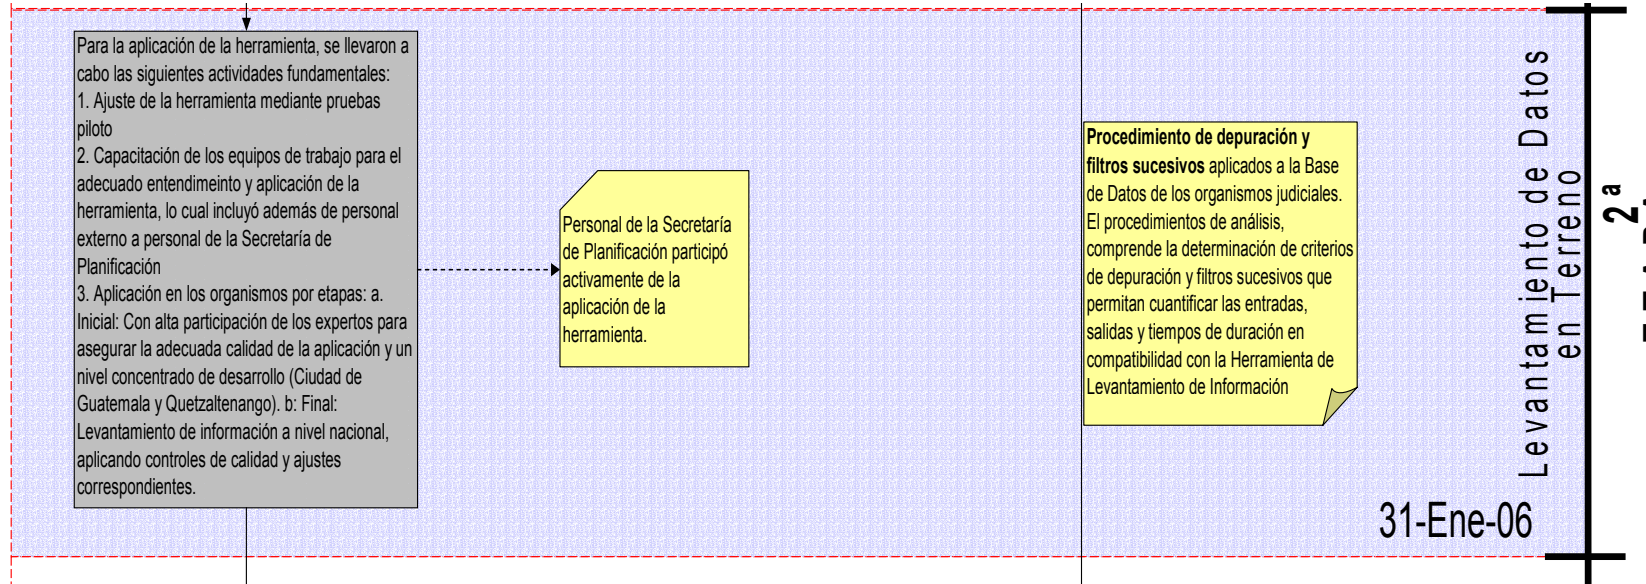 Para la aplicación de la herramienta, se llevaron a
cabo las siguientes actividades fundamentales:
1. Ajuste de la herramienta mediante pruebas
piloto
2. Capacitación de los equipos de trabajo para el
adecuado entendimeinto y aplicación de la
herramienta, lo cual incluyó además de personal
externo a personal de la Secretaría de
Planificación
3. Aplicación en los organismos por etapas: a.
Inicial: Con alta participación de los expertos para
asegurar la adecuada calidad de la aplicación y un
nivel concentrado de desarrollo (Ciudad de
Guatemala y Quetzaltenango). b: Final:
Levantamiento de información a nivel nacional,
aplicando controles de calidad y ajustes
correspondientes.
Personal de la Secretaría
de Planificación participó
activamente de la
aplicación de la
herramienta.
Procedimiento de depuración y
filtros sucesivos aplicados a la Base
de Datos de los organismos judiciales.
El procedimientos de análisis,
comprende la determinación de criterios
de depuración y filtros sucesivos que
permitan cuantificar las entradas,
salidas y tiempos de duración en
compatibilidad con la Herramienta de
Levantamiento de Información
Levantamiento de Datos
en Terreno
31-Ene-06
2ª